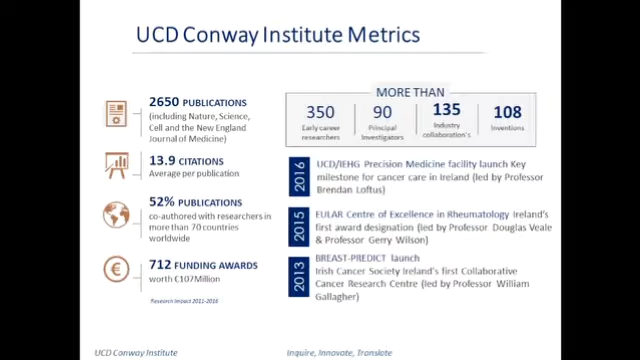 UCD Conway Institute Metrics
2650 PUBLICATIONS
(including Nature, Science,
Cell and the New England
Journal of Medicine)
13.9 CITATIONS
Average per publication
52% PUBLICATIONS
co-authored with researchers in
more than 70 countries
worldwide
712 FUNDING AWARDS
worth €107Million
Research Impact 2011-2016
MORE THAN
350
Early career
researchers
90
Principal
Investigators
135
Industry
collaboration's
108
Inventions
2016
UCD/IEHG Precision Medicine facility launch Key
milestone for cancer care in Ireland (led by Professor
Brendan Loftus)
2015
EULAR Centre of Excellence in Rheumatology Ireland's
first award designation (led by Professor Douglas Veale
& Professor Gerry Wilson)
2013
BREAST-PREDICT launch
Irish Cancer Society Ireland's first Collaborative
Cancer Research Centre (led by Professor William
Gallagher)
UCD Conway Institute
Inquire, Innovate, Translate